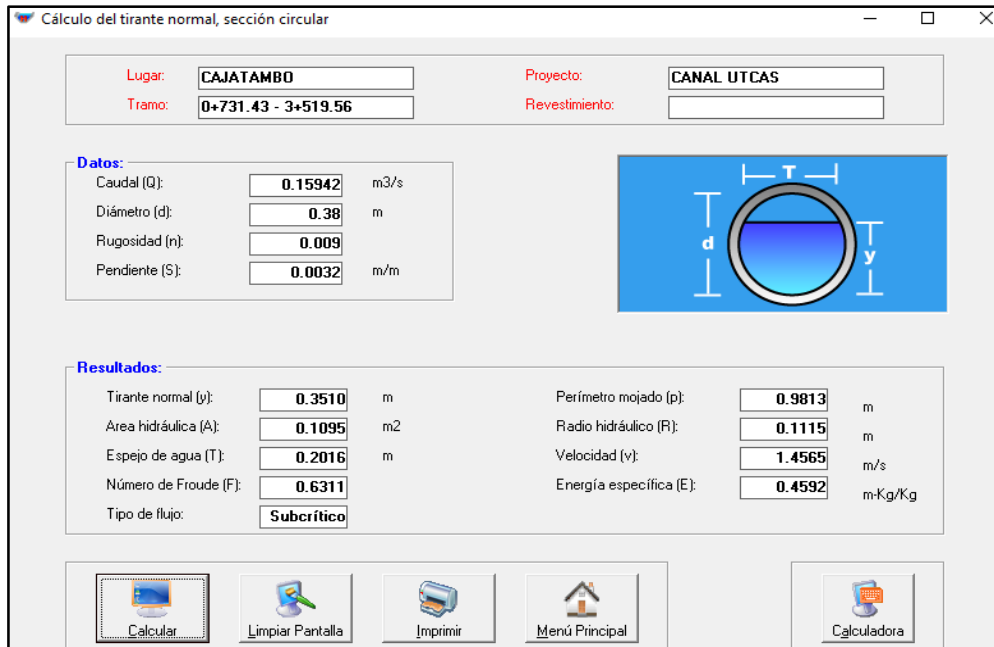 Cálculo del tirante normal, sección circular
Lugar: CAJATAMBO Proyecto: CANAL UTCAS
Tramo: 0+731.43 - 3+519.56 Revestimiento:
Datos:
Caudal (Q): 0.15942 m3/s
Diámetro (d): 0.38 m
Rugosidad (n): 0.009
Pendiente (S): 0.0032 m/m
T
d
y
Resultados:
Tirante normal (y): 0.3510 m Perímetro mojado (p): 0.9813 m
Area hidráulica (A): 0.1095 m2 Radio hidráulico (R): 0.1115 m
Espejo de agua (T): 0.2016 m Velocidad (v): 1.4565 m/s
Número de Froude (F): 0.6311 Energía específica (E): 0.4592 m-Kg/Kg
Tipo de flujo: Subcrítico
Calcular Limpiar Pantalla Imprimir Menú Principal Calculadora